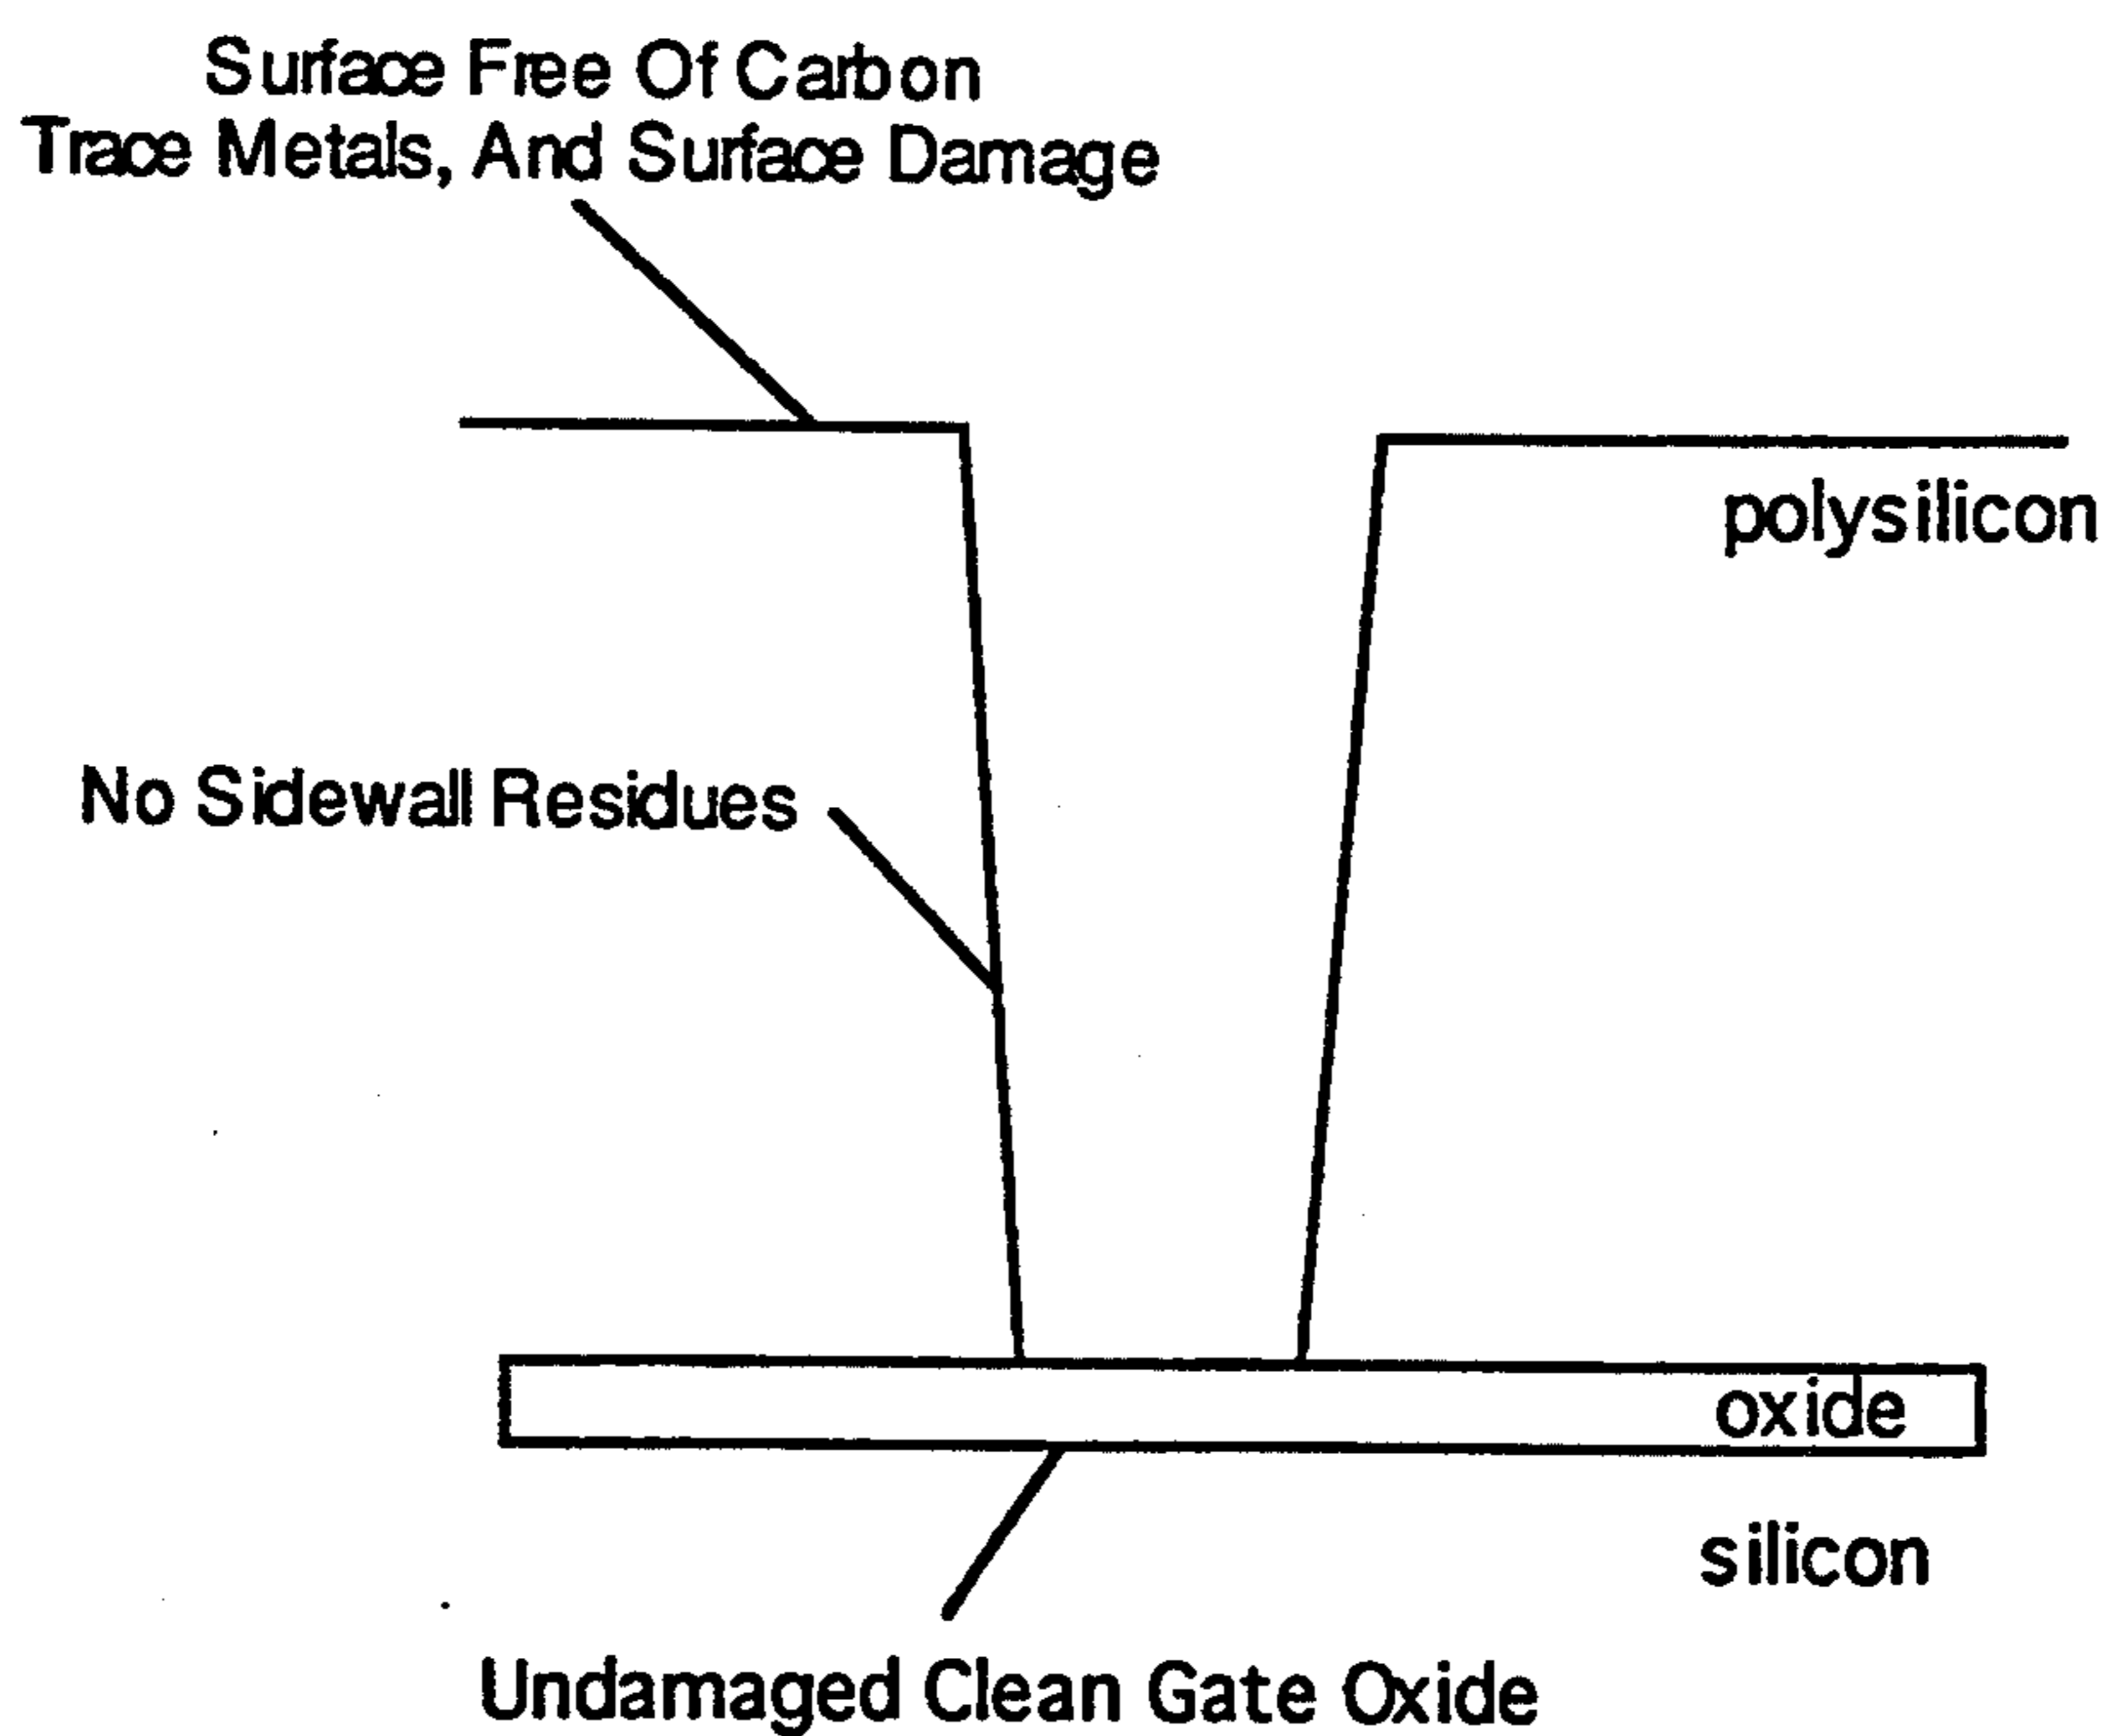 Surface Free Of Carbon
Trace Metals, And Surface Damage
polysilicon
No Sidewall Residues
oxide
silicon
Undamaged Clean Gate Oxide